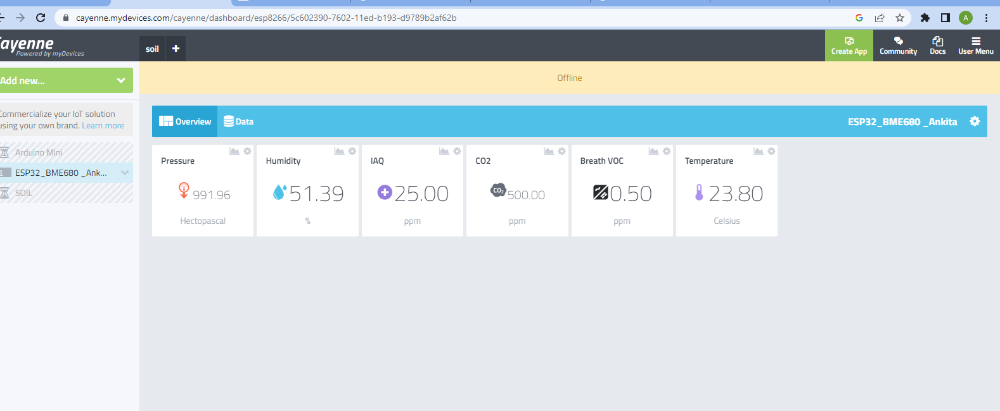 cayenne.mydevices.com/cayenne/dashboard/esp8266/5c602390-7602-11ed-b193-d9789b2af62b
A
ayenne
Powered by myDevices
soil
Create App
Community
Docs
User Menu
Add new...
Offline
Commercialize your IoT solution
using your own brand. Learn more
Overview
Data
ESP32_BME680 _Ankita
Arduino Mini
ESP32_BME680 _Ank...
SOIL
Pressure
991.96
Hectopascal
Humidity
51.39
%
IAQ
25.00
ppm
CO2
CO2
500.00
ppm
Breath VOC
0.50
ppm
Temperature
23.80
Celsius